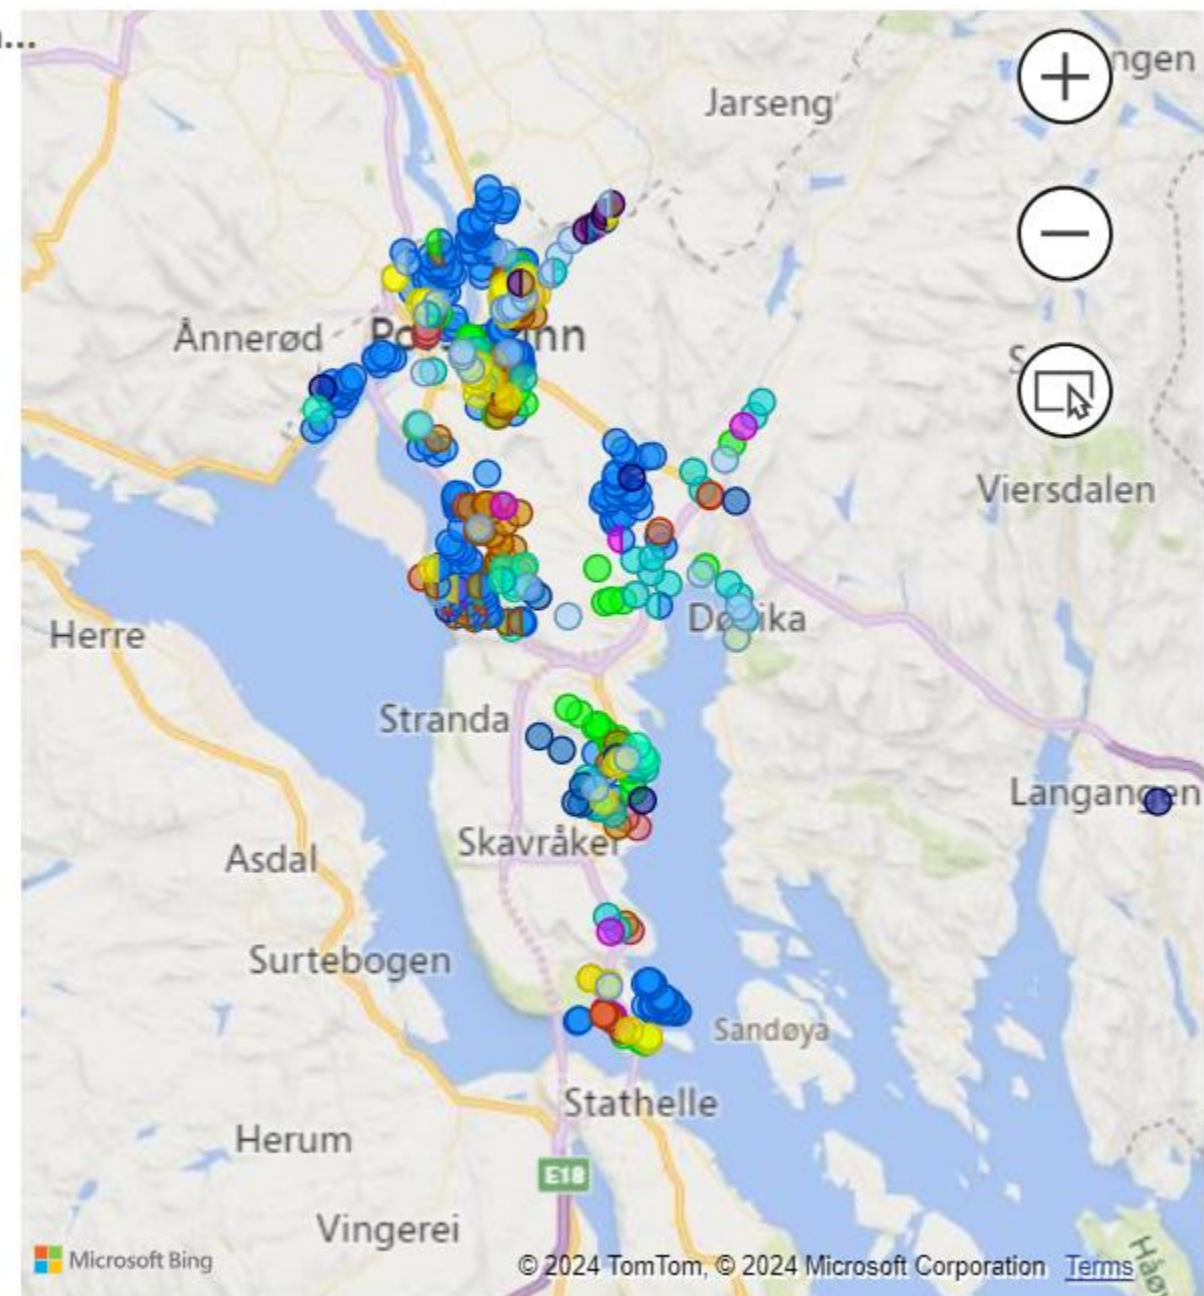 ngen
Jarseng
Ånnerød
Viersdalen
Herre
Stranda
Langangen
Skavråker
Asdal
Surtebogen
Sandøya
Stathelle
Herum
E18
Vingerei
Microsoft Bing
© 2024 TomTom, © 2024 Microsoft Corporation Terms